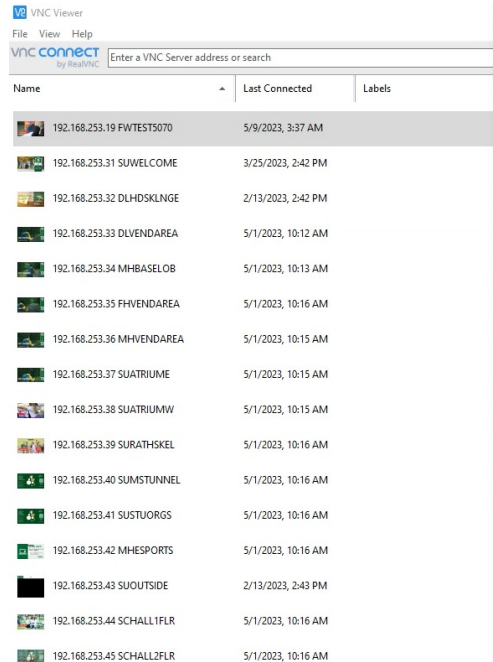 VNC Viewer
File View Help
vnc connect
by RealVNC
Enter a VNC Server address or search
Name Last Connected Labels
192.168.253.19 FWTEST5070 5/9/2023, 3:37 AM
192.168.253.31 SUWELCOME 3/25/2023, 2:42 PM
192.168.253.32 DLHDSKLNGE 2/13/2023, 2:42 PM
192.168.253.33 DLVENDAREA 5/1/2023, 10:12 AM
192.168.253.34 MHBASELOB 5/1/2023, 10:13 AM
192.168.253.35 FHVENDAREA 5/1/2023, 10:16 AM
192.168.253.36 MHVENDAREA 5/1/2023, 10:15 AM
192.168.253.37 SUATRIUME 5/1/2023, 10:15 AM
192.168.253.38 SUATRIUMW 5/1/2023, 10:15 AM
192.168.253.39 SURATHSKEL 5/1/2023, 10:16 AM
192.168.253.40 SUMSTUNNEL 5/1/2023, 10:16 AM
192.168.253.41 SUSTUORGS 5/1/2023, 10:16 AM
192.168.253.42 MHESPORTS 5/1/2023, 10:16 AM
192.168.253.43 SUOUTSIDE 2/13/2023, 2:43 PM
192.168.253.44 SCHALL1FLR 5/1/2023, 10:16 AM
192.168.253.45 SCHALL2FLR 5/1/2023, 10:16 AM